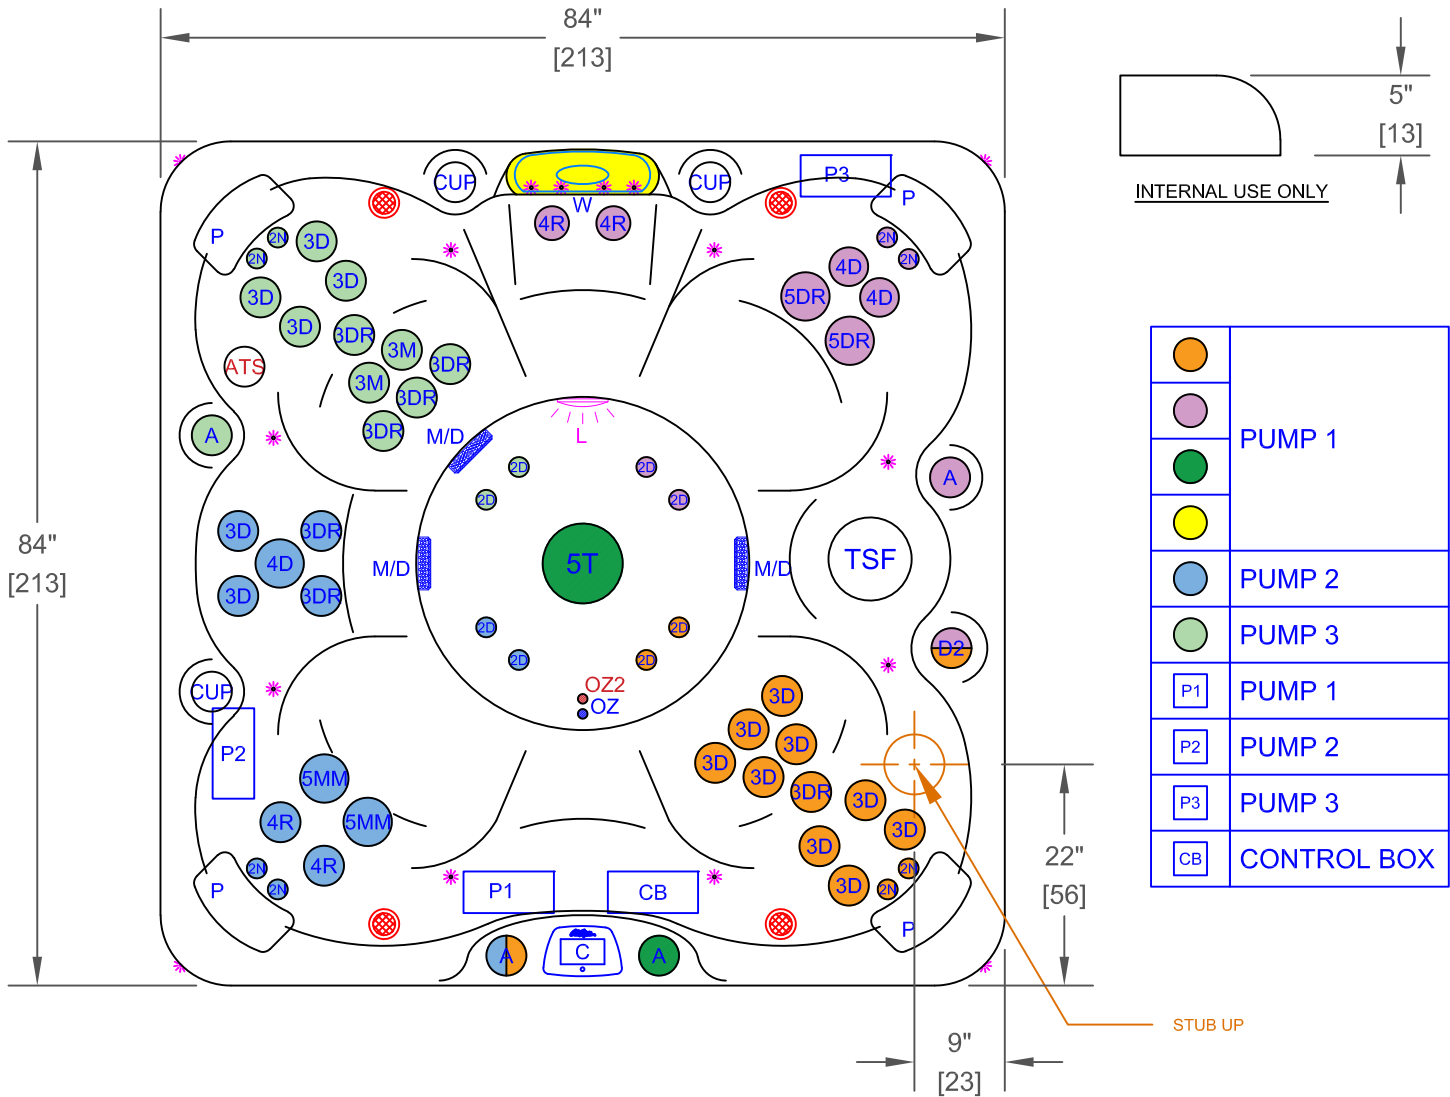 84"
[213]
5"
[13]
INTERNAL USE ONLY
CUP
CUP
P3
W
P
P
4R
4R
2N
2N
3D
3D
3D
3D
2N
2N
4D
4D
5DR
5DR
3DR
3M
3DR
3M
3DR
3DR
ATS
A
M/D
L
2D
2D
2D
2D
A
PUMP 1
84"
[213]
3D
3DR
4D
3D
3DR
M/D
5T
M/D
TSF
PUMP 2
PUMP 3
2D
2D
2D
2D
D2
OZ2
OZ
CUP
P2
P1
PUMP 1
P2
PUMP 2
P3
PUMP 3
CB
CONTROL BOX
3D
3D
3D
3D
3D
3DR
3D
3D
3D
3D
5MM
5MM
4R
4R
2N
2N
2N
2N
P
P
P1
CB
A
C
A
22"
[56]
STUB UP
9"
[23]